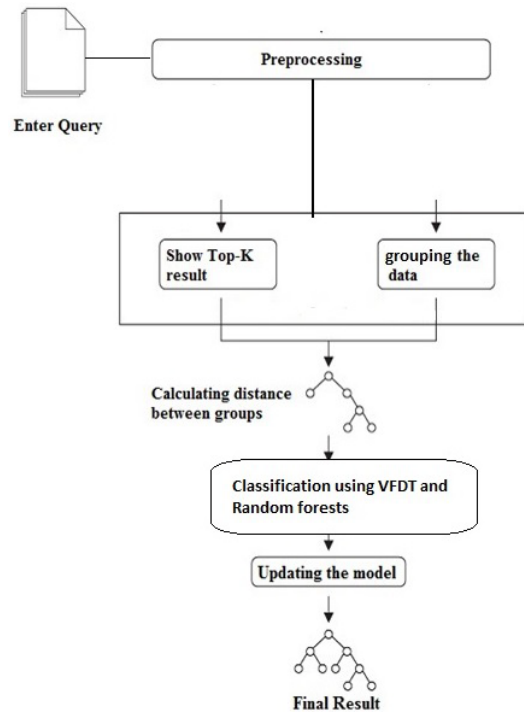 Preprocessing
Enter Query
Show Top-K
result
grouping the
data
Calculating distance
between groups
Classification using VFDT and
Random forests
Updating the model
Final Result